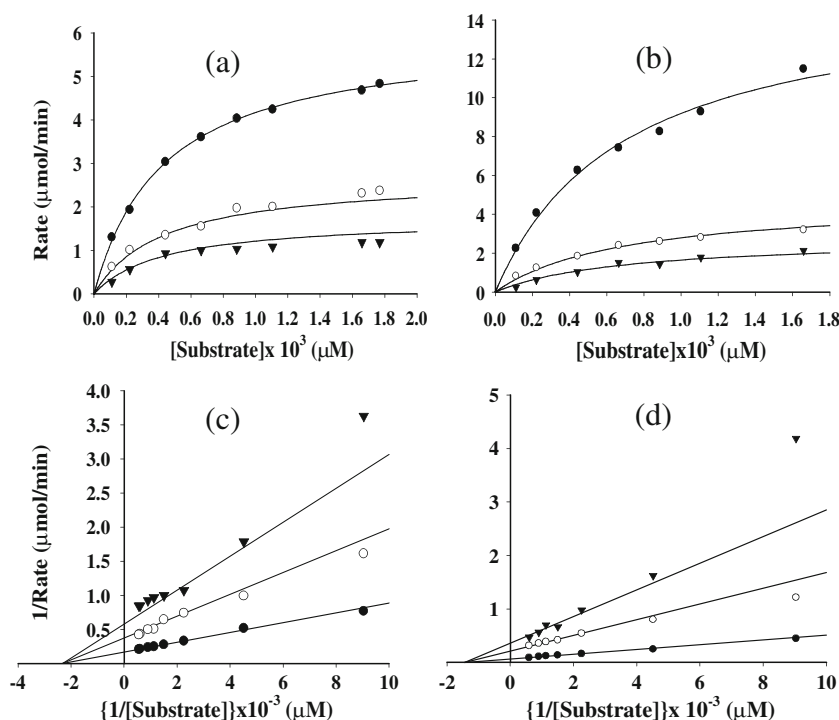 (a)
Rate (μmol/min)
6
5
4
3
2
1
0
0.0 0.2 0.4 0.6 0.8 1.0 1.2 1.4 1.6 1.8 2.0
[Substrate]x 10³ (μM)
(b)
14
12
10
8
6
4
2
0
0.0 0.2 0.4 0.6 0.8 1.0 1.2 1.4 1.6 1.8
[Substrate]x10³ (μM)
(c)
1/Rate (μmol/min)
4.0
3.5
3.0
2.5
2.0
1.5
1.0
0.5
-4 -2 0 2 4 6 8 10
{1/[Substrate]}x10⁻³ (μM)
(d)
5
4
3
2
1
-4 -2 0 2 4 6 8 10
{1/[Substrate]}x 10⁻³ (μM)